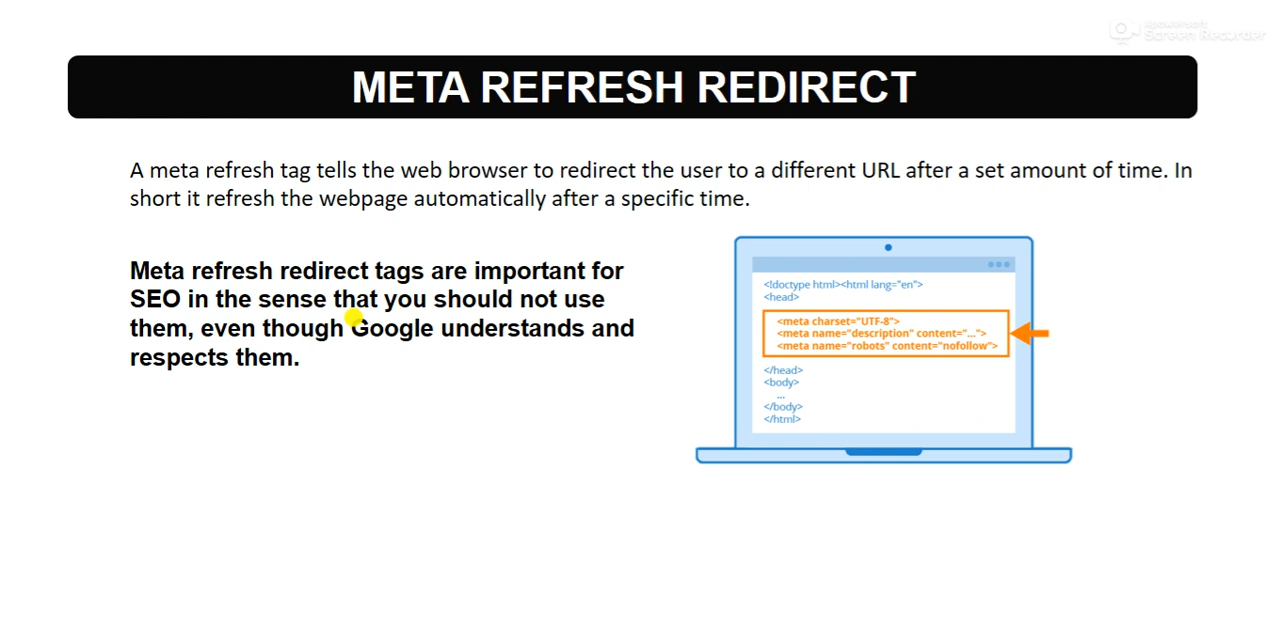 Apowersoft
Screen Recorder
META REFRESH REDIRECT
A meta refresh tag tells the web browser to redirect the user to a different URL after a set amount of time. In
short it refresh the webpage automatically after a specific time.
Meta refresh redirect tags are important for
SEO in the sense that you should not use
them, even though Google understands and
respects them.
<!doctype html><html lang="en">
<head>
<meta charset="UTF-8">
<meta name="description" content="...">
<meta name="robots" content="nofollow">
</head>
<body>
...
</body>
</html>